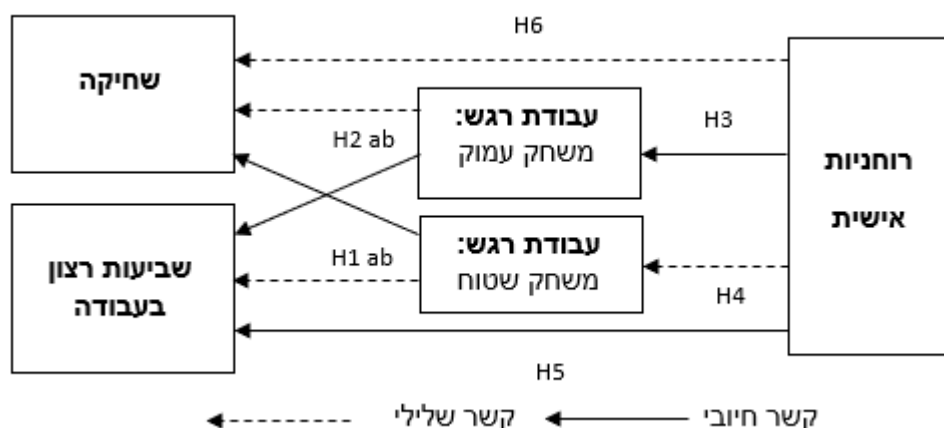 H6
שחיקה
עבודת רגש:
משחק עמוק
H3
H2 ab
רוחניות
אישית
עבודת רגש:
משחק שטוח
H1 ab
שביעות רצון
בעבודה
H4
H5
קשר חיובי
קשר שלילי